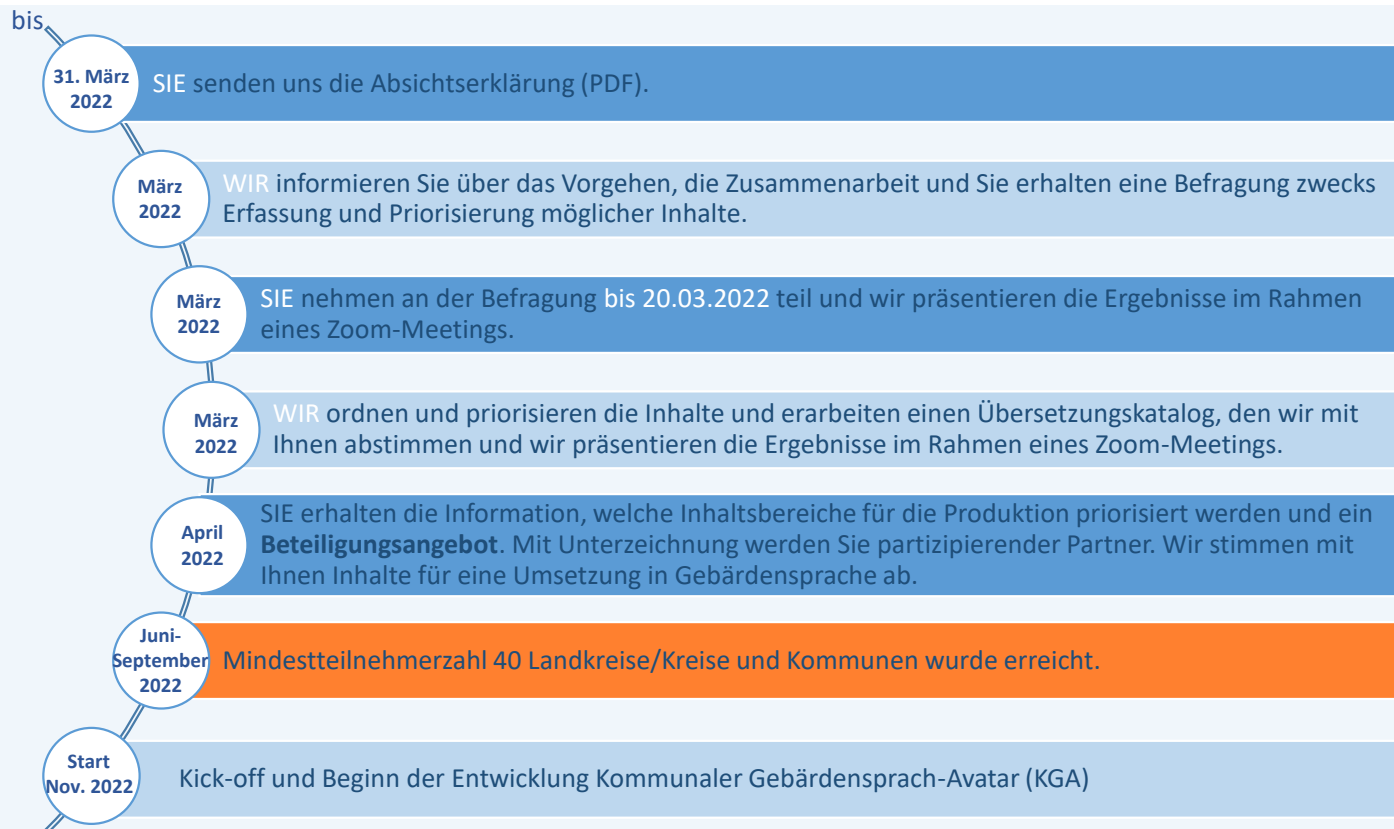 bis
31. März
2022
SIE senden uns die Absichtserklärung (PDF).
März
2022
WIR informieren Sie über das Vorgehen, die Zusammenarbeit und Sie erhalten eine Befragung zwecks
Erfassung und Priorisierung möglicher Inhalte.
März
2022
SIE nehmen an der Befragung bis 20.03.2022 teil und wir präsentieren die Ergebnisse im Rahmen
eines Zoom-Meetings.
März
2022
WIR ordnen und priorisieren die Inhalte und erarbeiten einen Übersetzungskatalog, den wir mit
Ihnen abstimmen und wir präsentieren die Ergebnisse im Rahmen eines Zoom-Meetings.
April
2022
SIE erhalten die Information, welche Inhaltsbereiche für die Produktion priorisiert werden und ein
Beteiligungsangebot. Mit Unterzeichnung werden Sie partizipierender Partner. Wir stimmen mit
Ihnen Inhalte für eine Umsetzung in Gebärdensprache ab.
Juni-
September
2022
Mindestteilnehmerzahl 40 Landkreise/Kreise und Kommunen wurde erreicht.
Start
Nov. 2022
Kick-off und Beginn der Entwicklung Kommunaler Gebärdensprach-Avatar (KGA)